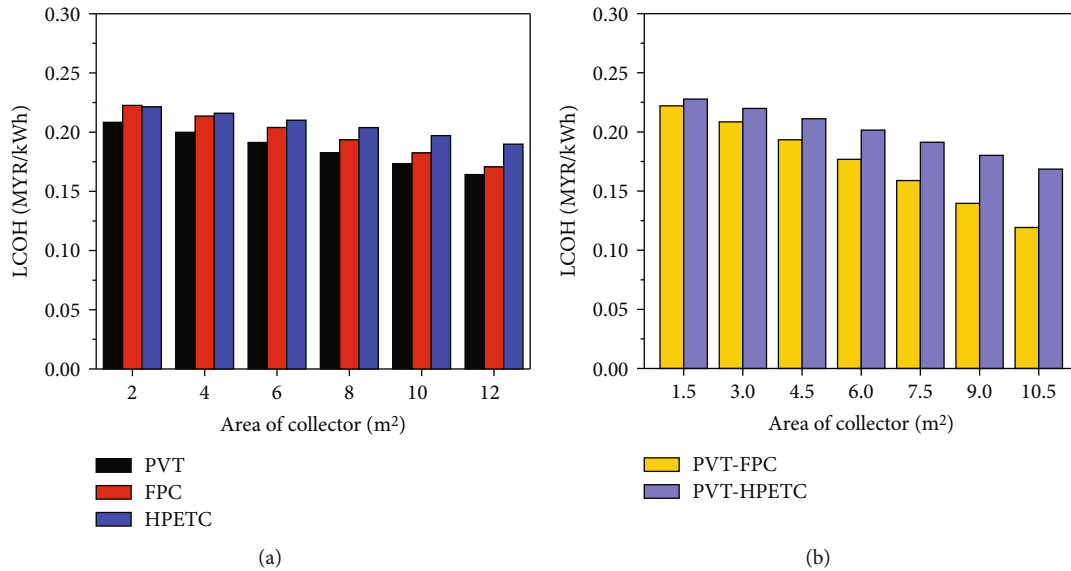 0.30
0.25
0.20
0.15
0.10
0.05
0.00
LCOH (MYR/kWh)
2 4 6 8 10 12
Area of collector (m²)
PVT
FPC
HPETC
(a)
0.30
0.25
0.20
0.15
0.10
0.05
0.00
LCOH (MYR/kWh)
1.5 3.0 4.5 6.0 7.5 9.0 10.5
Area of collector (m²)
PVT-FPC
PVT-HPETC
(b)